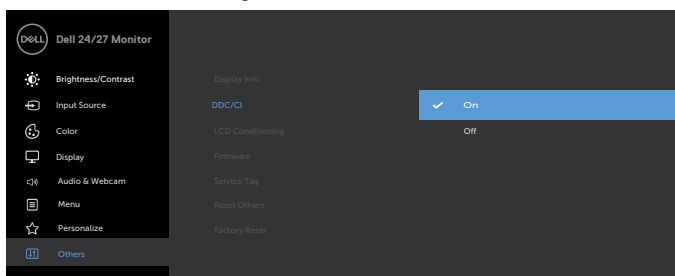 DELL
Dell 24/27 Monitor
Brightness/Contrast
Display Info
Input Source
DDC/CI
On
Color
LCD Conditioning
Off
Display
Firmware
Audio & Webcam
Service Tag
Menu
Reset Others
Personalize
Factory Reset
Others